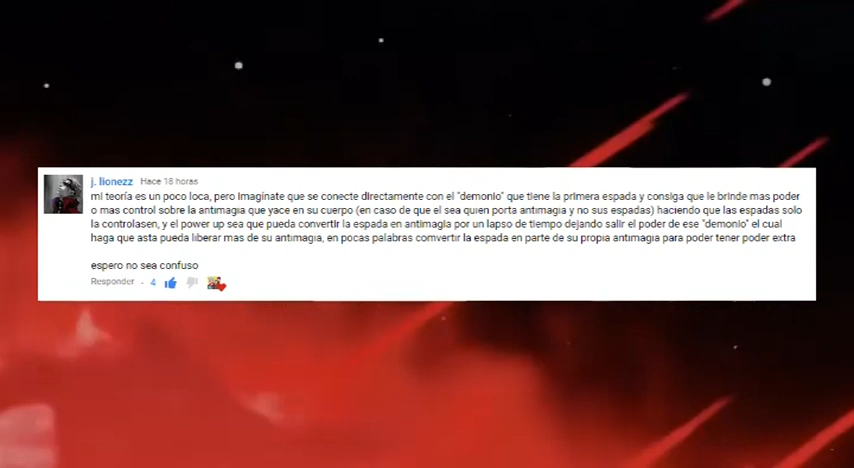 j. lionezz Hace 18 horas
mi teoría es un poco loca, pero imagínate que se conecte directamente con el "demonio" que tiene la primera espada y consiga que le brinde mas poder
o mas control sobre la antimagia que yace en su cuerpo (en caso de que el sea quien porta antimagia y no sus espadas) haciendo que las espadas solo
la controlasen, y el power up sea que pueda convertir la espada en antimagia por un lapso de tiempo dejando salir el poder de ese "demonio" el cual
haga que asta pueda liberar mas de su antimagia, en pocas palabras comvertir la espada en parte de su propia antimagia para poder tener poder extra
espero no sea confuso
Responder · 4